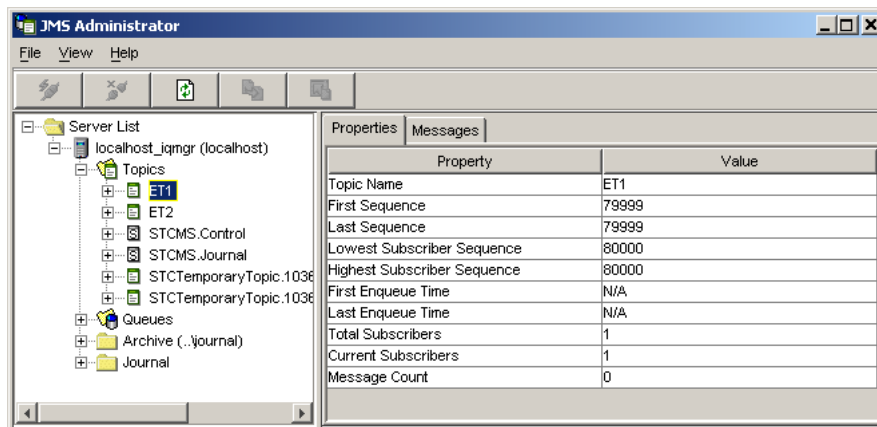 JMS Administrator
File View Help
Server List
localhost_iqmgr (localhost)
Topics
ET1
ET2
STCMS.Control
STCMS.Journal
STCTemporaryTopic.1036
STCTemporaryTopic.1036
Queues
Archive (..\journal)
Journal
Properties Messages
Property Value
Topic Name ET1
First Sequence 79999
Last Sequence 79999
Lowest Subscriber Sequence 80000
Highest Subscriber Sequence 80000
First Enqueue Time N/A
Last Enqueue Time N/A
Total Subscribers 1
Current Subscribers 1
Message Count 0